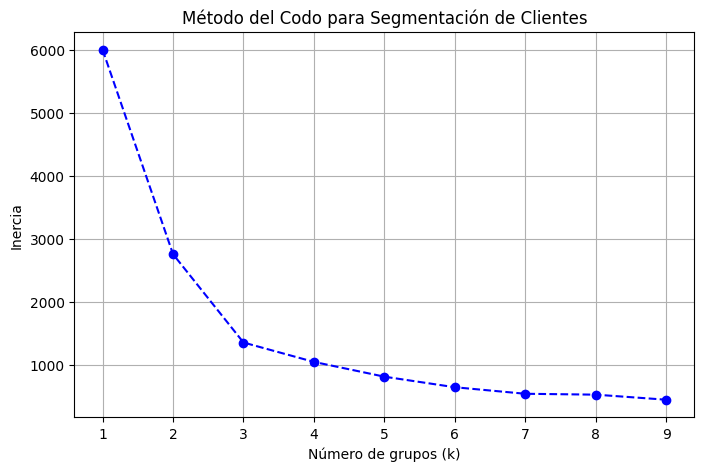 Método del Codo para Segmentación de Clientes
6000
5000
4000
3000
2000
1000
Inercia
1 2 3 4 5 6 7 8 9
Número de grupos (k)